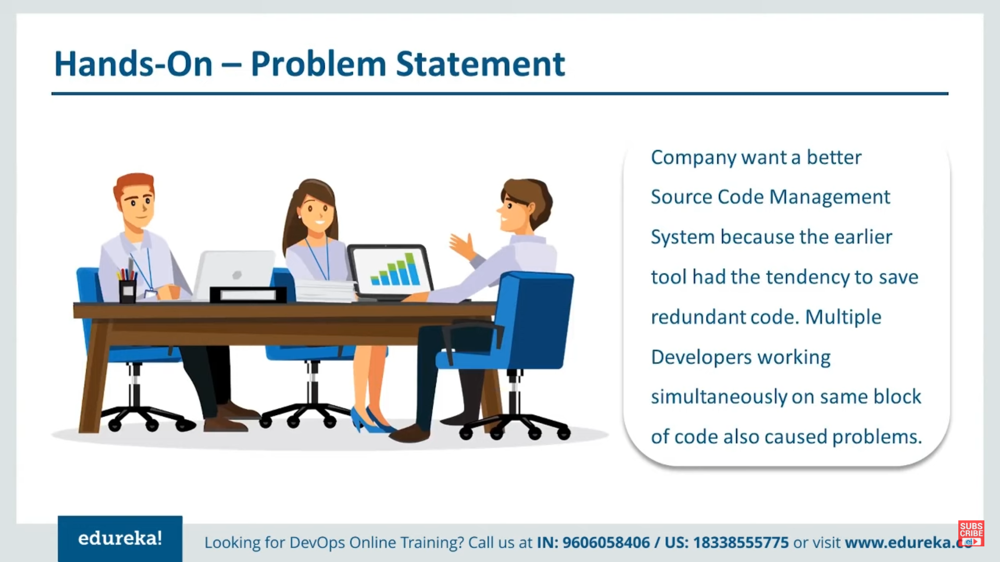 Hands-On – Problem Statement
Company want a better
Source Code Management
System because the earlier
tool had the tendency to save
redundant code. Multiple
Developers working
simultaneously on same block
of code also caused problems.
edureka!
Looking for DevOps Online Training? Call us at IN: 9606058406 / US: 18338555775 or visit www.edureka.co
SUBS
CRIBE
e!